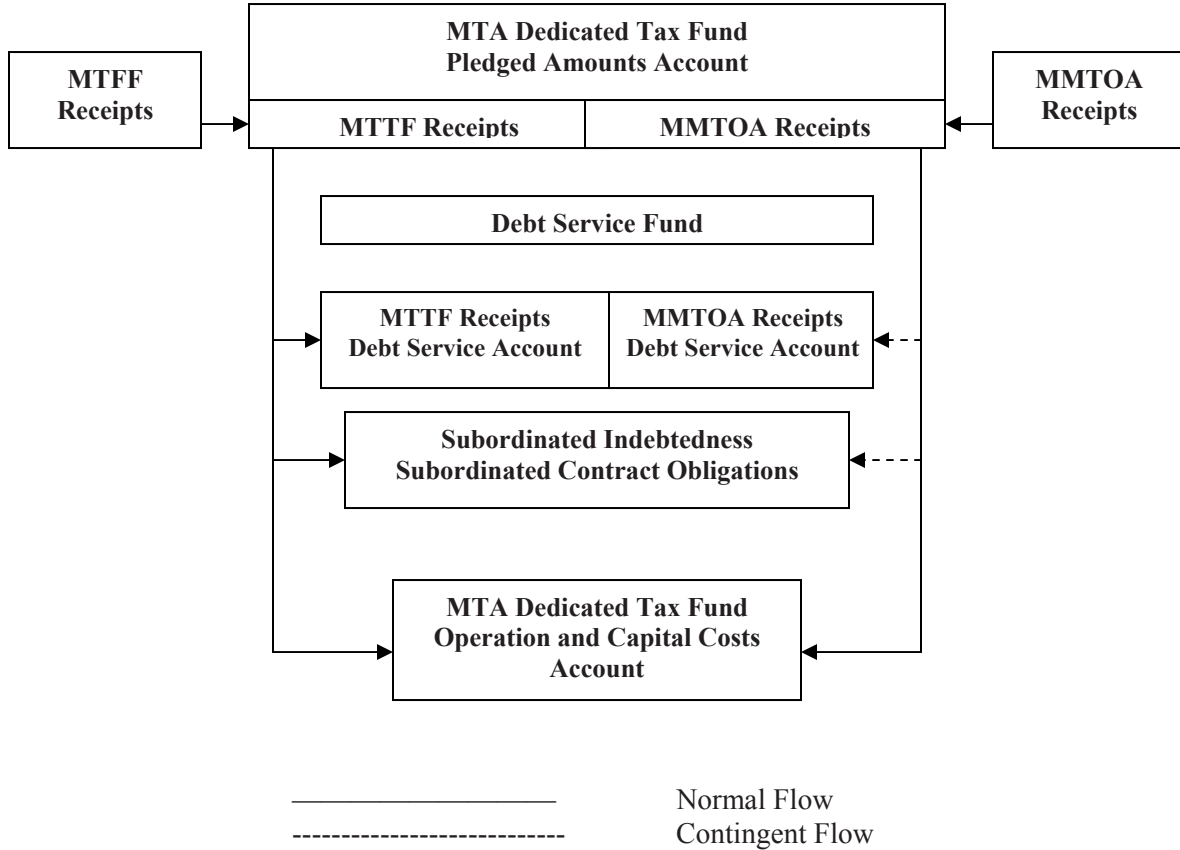 MTA Dedicated Tax Fund
Pledged Amounts Account
MTFF
Receipts
MMTOA
Receipts
MTTF Receipts
MMTOA Receipts
Debt Service Fund
MTTF Receipts
Debt Service Account
MMTOA Receipts
Debt Service Account
Subordinated Indebtedness
Subordinated Contract Obligations
MTA Dedicated Tax Fund
Operation and Capital Costs
Account
Normal Flow
Contingent Flow